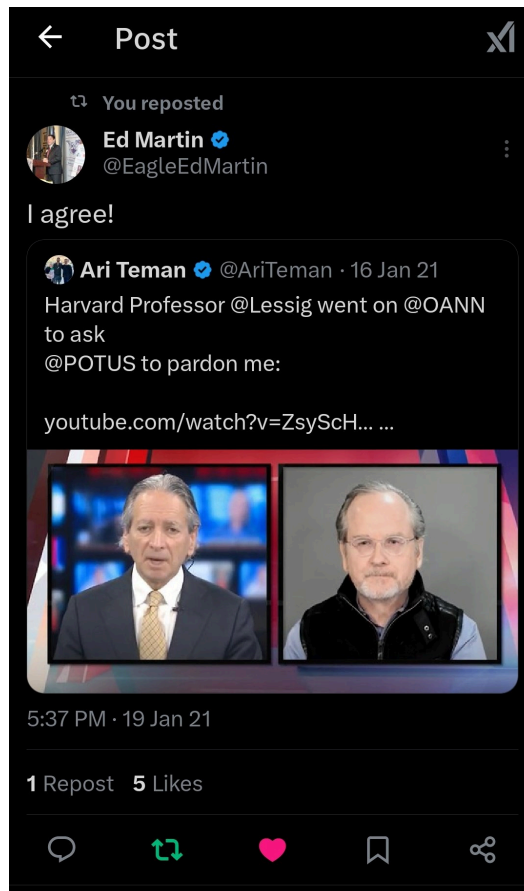 Post
You reposted
Ed Martin
@EagleEdMartin
I agree!
Ari Teman @AriTeman · 16 Jan 21
Harvard Professor @Lessig went on @OANN
to ask
@POTUS to pardon me:
youtube.com/watch?v=ZsyScH... ...
5:37 PM · 19 Jan 21
1 Repost 5 Likes